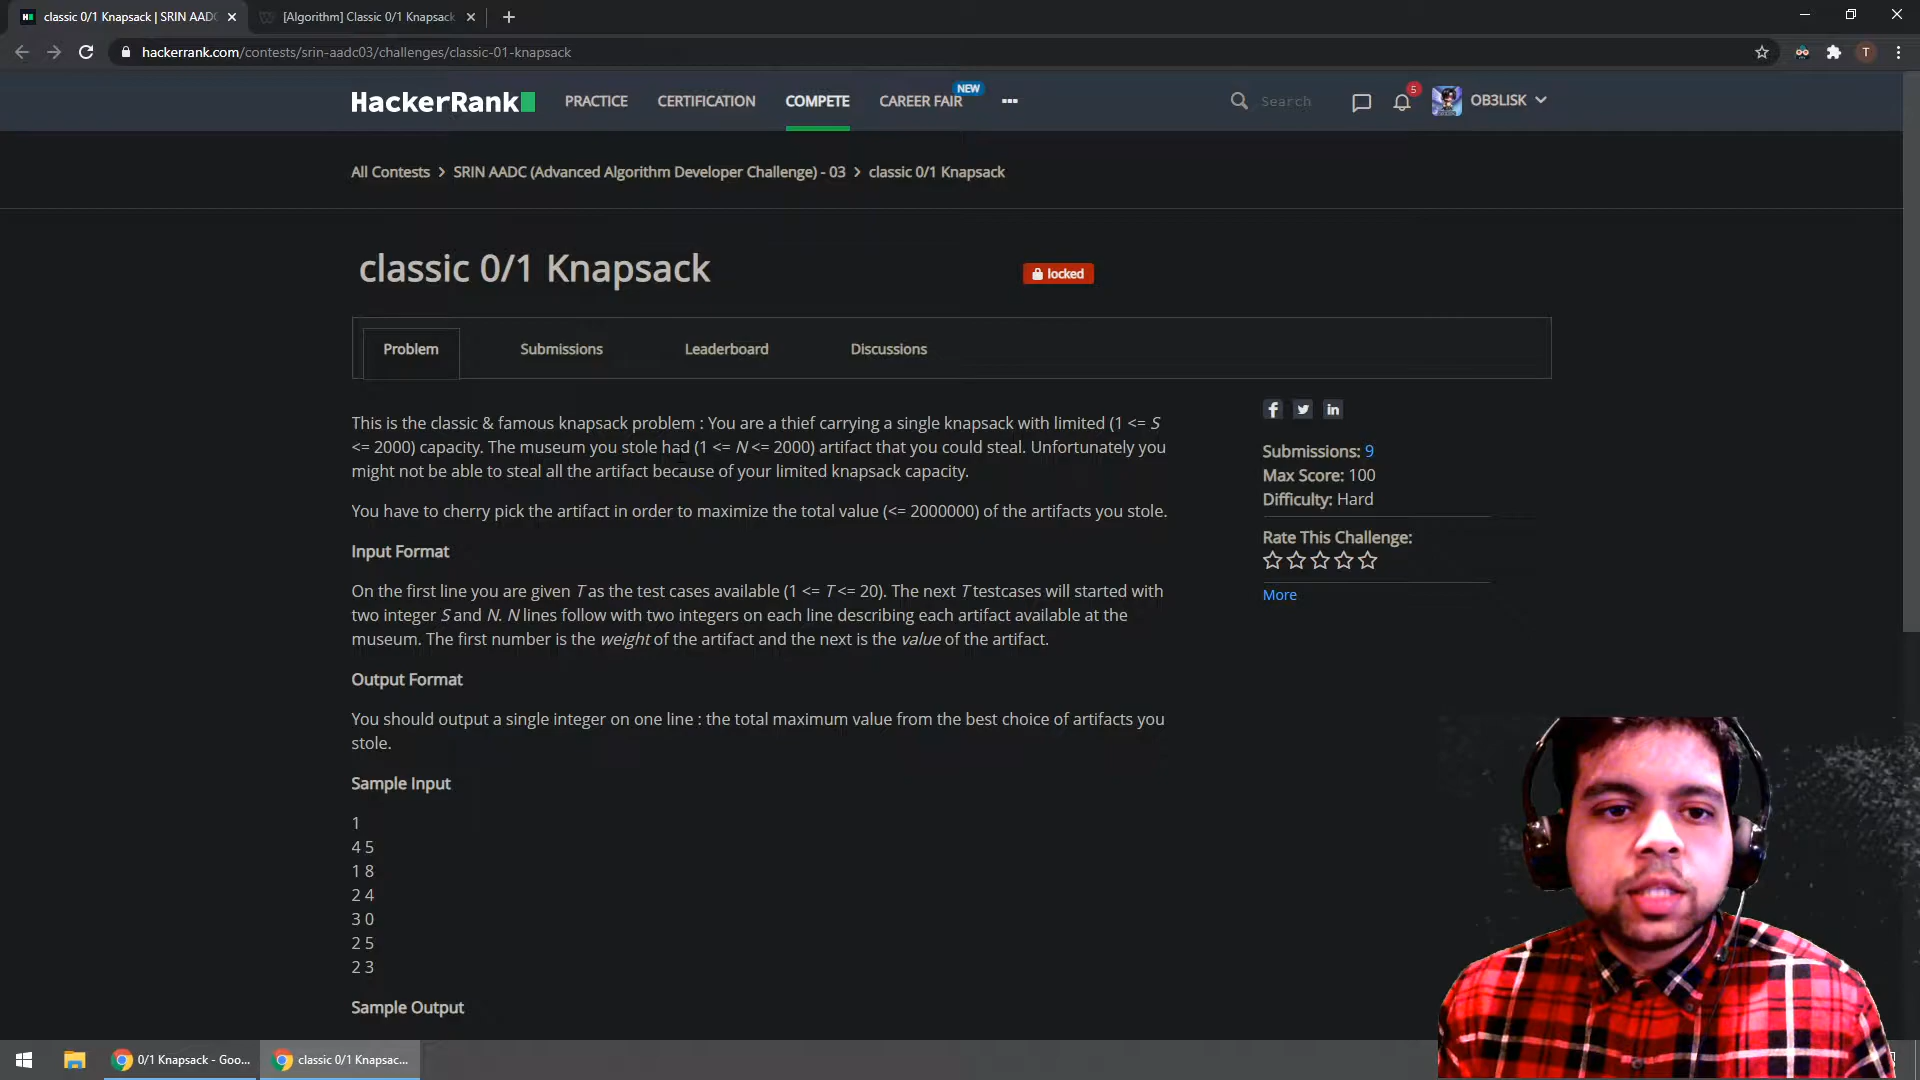 classic 0/1 Knapsack | SRIN AADC
[Algorithm] Classic 0/1 Knapsack
hackerrank.com/contests/srin-aadc03/challenges/classic-01-knapsack
T
HackerRank
PRACTICE
CERTIFICATION
COMPETE
CAREER FAIR
NEW
Search
5
OB3LISK
All Contests > SRIN AADC (Advanced Algorithm Developer Challenge) - 03 > classic 0/1 Knapsack
classic 0/1 Knapsack
locked
Problem
Submissions
Leaderboard
Discussions
This is the classic & famous knapsack problem : You are a thief carrying a single knapsack with limited (1 <= S
<= 2000) capacity. The museum you stole had (1 <= N <= 2000) artifact that you could steal. Unfortunately you
might not be able to steal all the artifact because of your limited knapsack capacity.
You have to cherry pick the artifact in order to maximize the total value (<= 2000000) of the artifacts you stole.
Input Format
On the first line you are given T as the test cases available (1 <= T <= 20). The next T testcases will started with
two integer S and N. N lines follow with two integers on each line describing each artifact available at the
museum. The first number is the weight of the artifact and the next is the value of the artifact.
Output Format
You should output a single integer on one line : the total maximum value from the best choice of artifacts you
stole.
Sample Input
1
4 5
1 8
2 4
3 0
2 5
2 3
Sample Output
Submissions: 9
Max Score: 100
Difficulty: Hard
Rate This Challenge:
More
0/1 Knapsack - Goo...
classic 0/1 Knapsac...